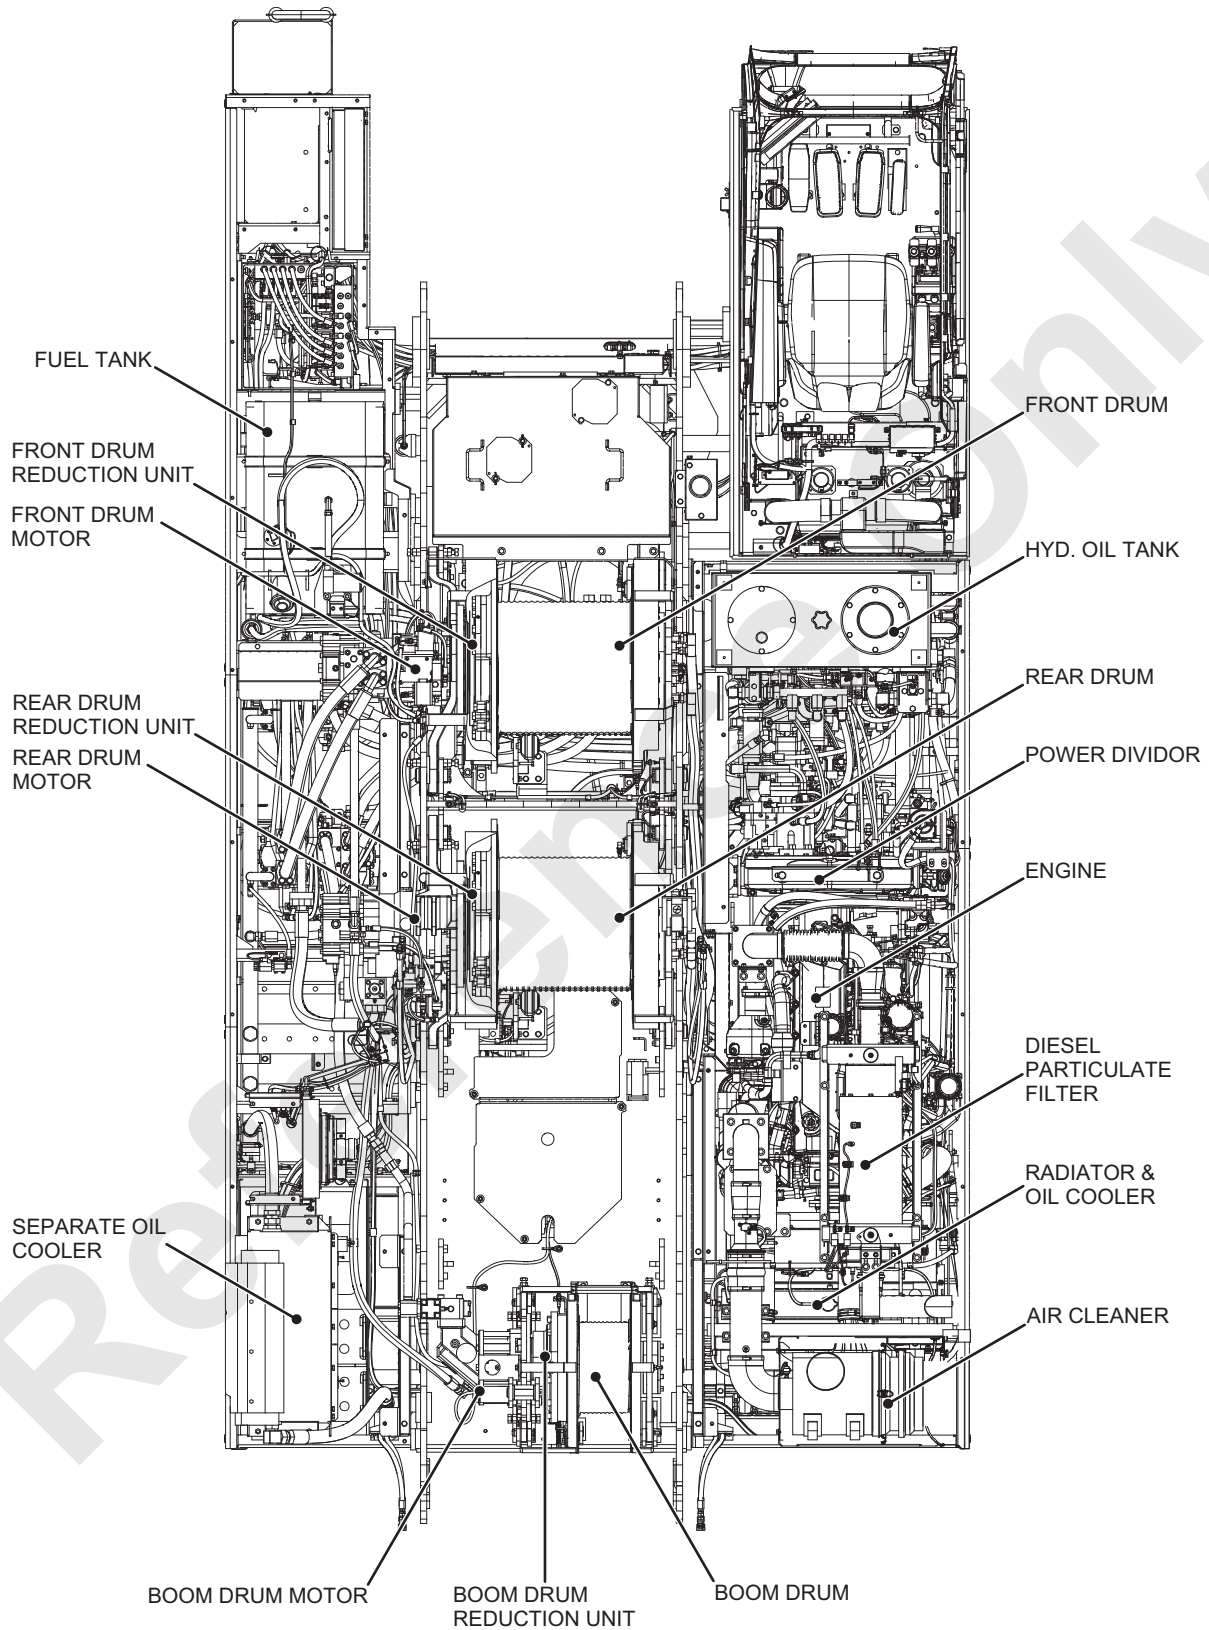 FUEL TANK
FRONT DRUM
REDUCTION UNIT
FRONT DRUM
MOTOR
REAR DRUM
REDUCTION UNIT
REAR DRUM
MOTOR
SEPARATE OIL
COOLER
FRONT DRUM
HYD. OIL TANK
REAR DRUM
POWER DIVIDOR
ENGINE
DIESEL
PARTICULATE
FILTER
RADIATOR &
OIL COOLER
AIR CLEANER
BOOM DRUM MOTOR
BOOM DRUM
REDUCTION UNIT
BOOM DRUM
Reference Only